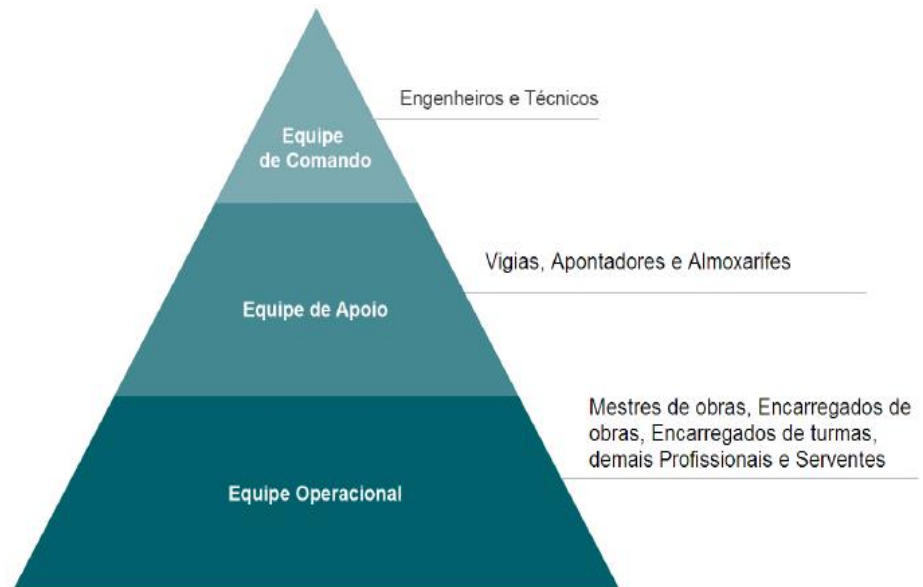 Engenheiros e Técnicos
Equipe
de Comando
Vigias, Apontadores e Almoxarifes
Equipe de Apoio
Mestres de obras, Encarregados de
obras, Encarregados de turmas,
demais Profissionais e Serventes
Equipe Operacional